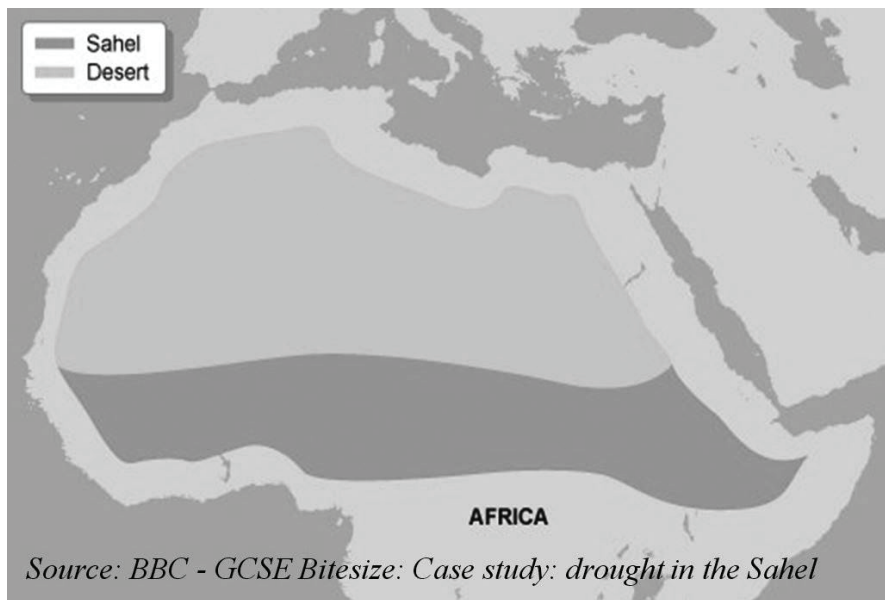 Sahel
Desert
AFRICA
Source: BBC - GCSE Bitesize: Case study: drought in the Sahel